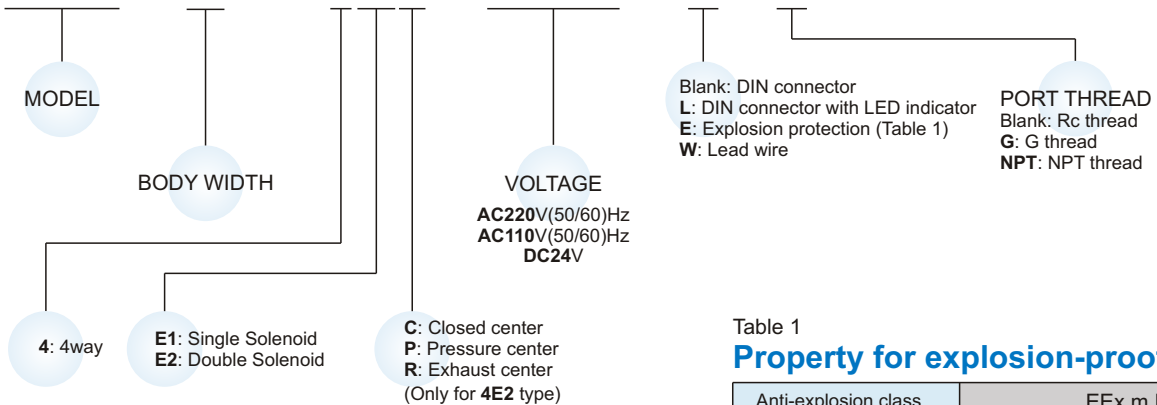 MODEL
BODY WIDTH
4: 4way
E1: Single Solenoid
E2: Double Solenoid
C: Closed center
P: Pressure center
R: Exhaust center
(Only for 4E2 type)
VOLTAGE
AC220V(50/60)Hz
AC110V(50/60)Hz
DC24V
Blank: DIN connector
L: DIN connector with LED indicator
E: Explosion protection (Table 1)
W: Lead wire
PORT THREAD
Blank: Rc thread
G: G thread
NPT: NPT thread
Table 1
Property for explosion-proof
Anti-explosion class
EEx m